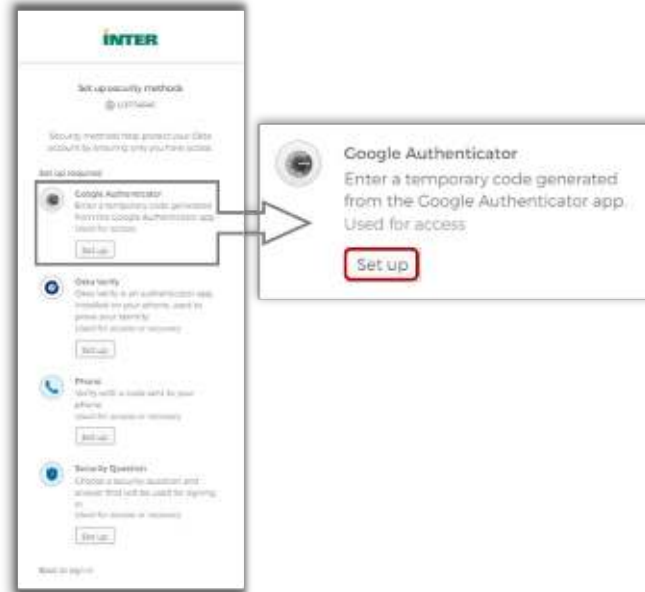 INTER
Set up security methods
Security methods help protect your Okta
account by ensuring only you have access.
Set up required
Google Authenticator
Enter a temporary code generated
from the Google Authenticator app.
Used for access
Set up
Okta Verify
Okta Verify is an authenticator app,
installed on your phone, used to
prove your identity
Used for access or recovery
Set up
Phone
Verify with a code sent to your
phone
Used for access or recovery
Set up
Security Question
Choose a security question and
answer that will be used for signing
in
Used for access or recovery
Set up
Back to sign in
Google Authenticator
Enter a temporary code generated
from the Google Authenticator app.
Used for access
Set up